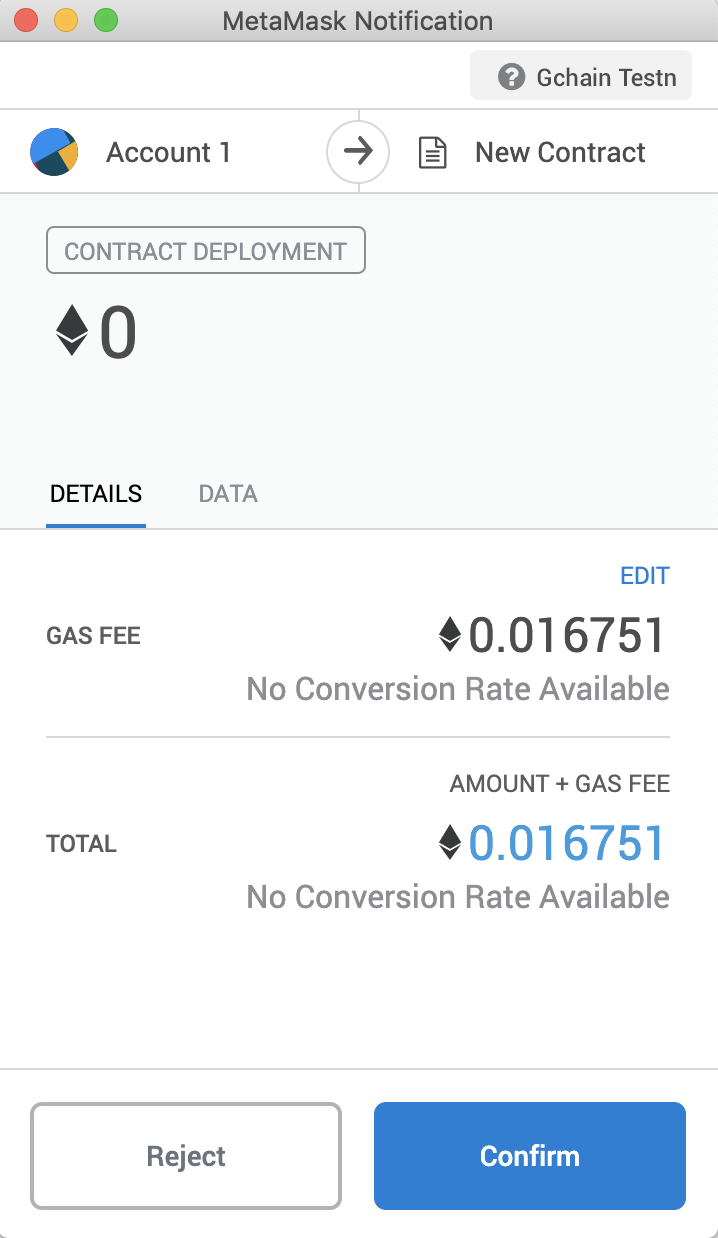 MetaMask Notification
? Gchain Testn
Account 1
New Contract
CONTRACT DEPLOYMENT
0
DETAILS DATA
EDIT
GAS FEE 0.016751
No Conversion Rate Available
AMOUNT + GAS FEE
TOTAL 0.016751
No Conversion Rate Available
Reject Confirm